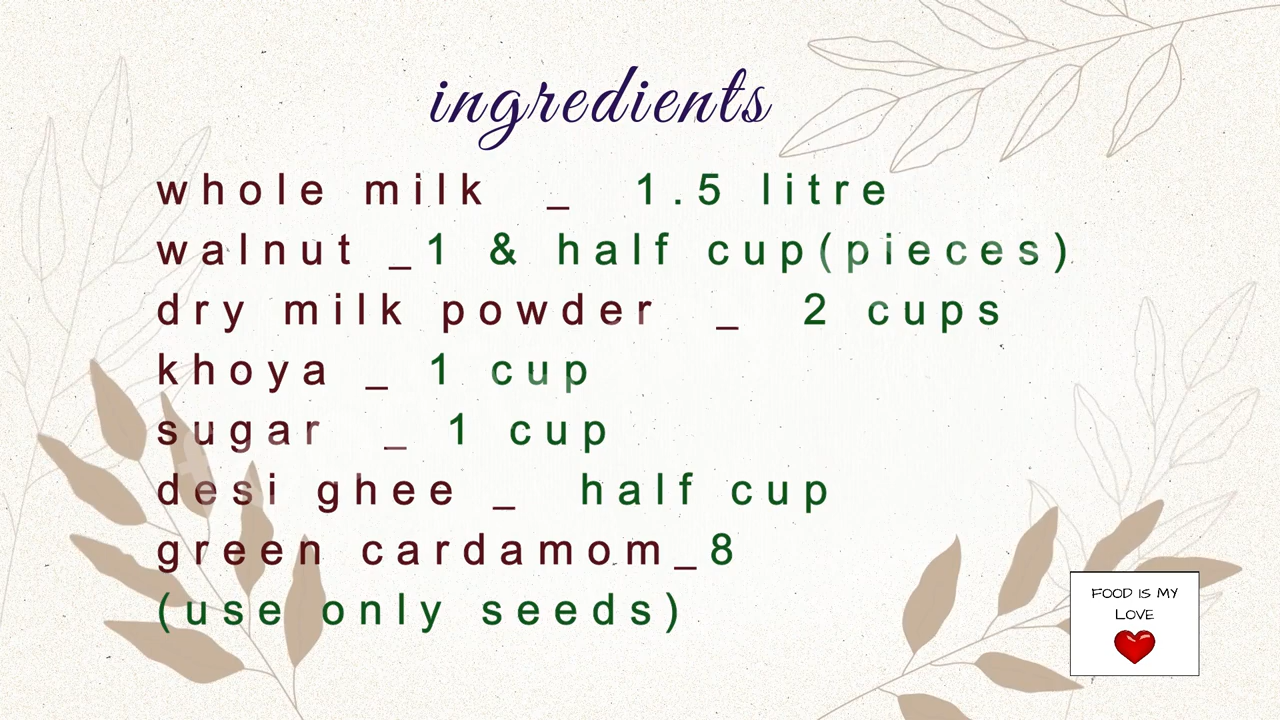 ingredients
whole milk _ 1.5 litre
walnut _1 & half cup(pieces)
dry milk powder _ 2 cups
khoya _ 1 cup
sugar _ 1 cup
desi ghee _ half cup
green cardamom_8
(use only seeds)
FOOD IS MY
LOVE